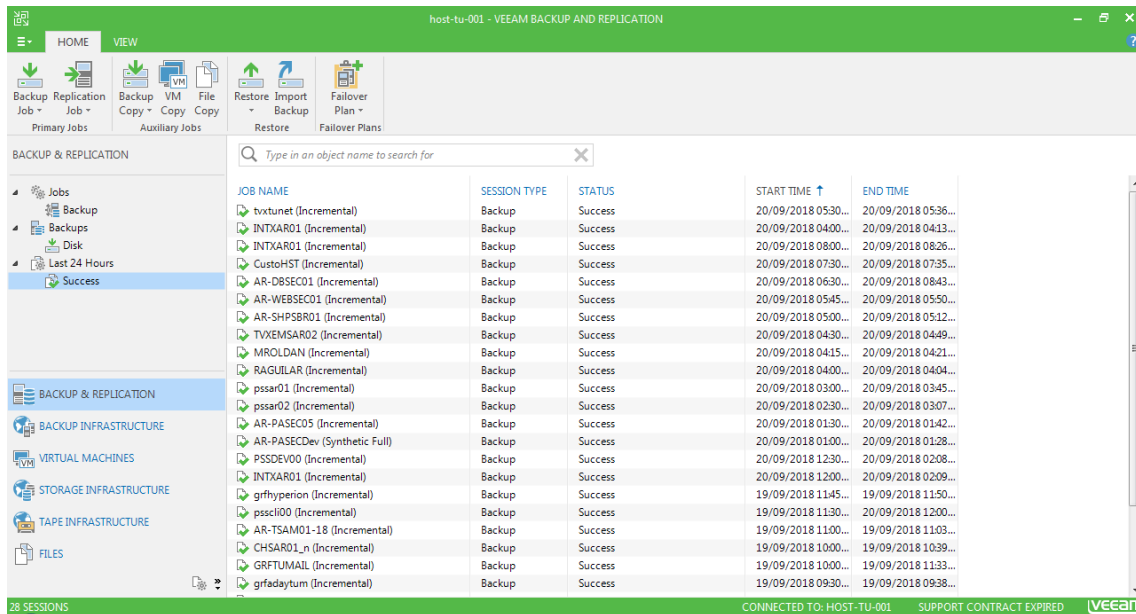 host-tu-001 - VEEAM BACKUP AND REPLICATION
HOME VIEW
Backup Job Replication Job Backup Copy VM Copy File Copy Restore Import Backup Failover Plan
Primary Jobs Auxiliary Jobs Restore Failover Plans
BACKUP & REPLICATION
Type in an object name to search for
Jobs
Backup
Backups
Disk
Last 24 Hours
Success
BACKUP & REPLICATION
BACKUP INFRASTRUCTURE
VIRTUAL MACHINES
STORAGE INFRASTRUCTURE
TAPE INFRASTRUCTURE
FILES
JOB NAME SESSION TYPE STATUS START TIME END TIME
tvxtunet (Incremental) Backup Success 20/09/2018 05:30... 20/09/2018 05:36...
INTXAR01 (Incremental) Backup Success 20/09/2018 04:00... 20/09/2018 04:13...
INTXAR01 (Incremental) Backup Success 20/09/2018 08:00... 20/09/2018 08:26...
CustoHST (Incremental) Backup Success 20/09/2018 07:30... 20/09/2018 07:35...
AR-DBSEC01 (Incremental) Backup Success 20/09/2018 06:30... 20/09/2018 08:43...
AR-WEBSEC01 (Incremental) Backup Success 20/09/2018 05:45... 20/09/2018 05:50...
AR-SHPSBR01 (Incremental) Backup Success 20/09/2018 05:00... 20/09/2018 05:12...
TVXEMSAR02 (Incremental) Backup Success 20/09/2018 04:30... 20/09/2018 04:49...
MROLDAN (Incremental) Backup Success 20/09/2018 04:15... 20/09/2018 04:21...
RAGUILAR (Incremental) Backup Success 20/09/2018 04:00... 20/09/2018 04:04...
pssar01 (Incremental) Backup Success 20/09/2018 03:00... 20/09/2018 03:45...
pssar02 (Incremental) Backup Success 20/09/2018 02:30... 20/09/2018 03:07...
AR-PASEC05 (Incremental) Backup Success 20/09/2018 01:30... 20/09/2018 01:42...
AR-PASECDev (Synthetic Full) Backup Success 20/09/2018 01:00... 20/09/2018 01:28...
PSSDEV00 (Incremental) Backup Success 20/09/2018 12:30... 20/09/2018 02:08...
INTXAR01 (Incremental) Backup Success 20/09/2018 12:00... 20/09/2018 02:09...
grfhyperion (Incremental) Backup Success 19/09/2018 11:45... 19/09/2018 11:50...
psscli00 (Incremental) Backup Success 19/09/2018 11:30... 20/09/2018 12:00...
AR-TSAM01-18 (Incremental) Backup Success 19/09/2018 11:00... 19/09/2018 11:03...
CHSAR01_n (Incremental) Backup Success 19/09/2018 10:00... 19/09/2018 10:39...
GRFTUMAIL (Incremental) Backup Success 19/09/2018 10:00... 19/09/2018 11:33...
grfadaytum (Incremental) Backup Success 19/09/2018 09:30... 19/09/2018 09:38...
28 SESSIONS CONNECTED TO: HOST-TU-001 SUPPORT CONTRACT EXPIRED veeam